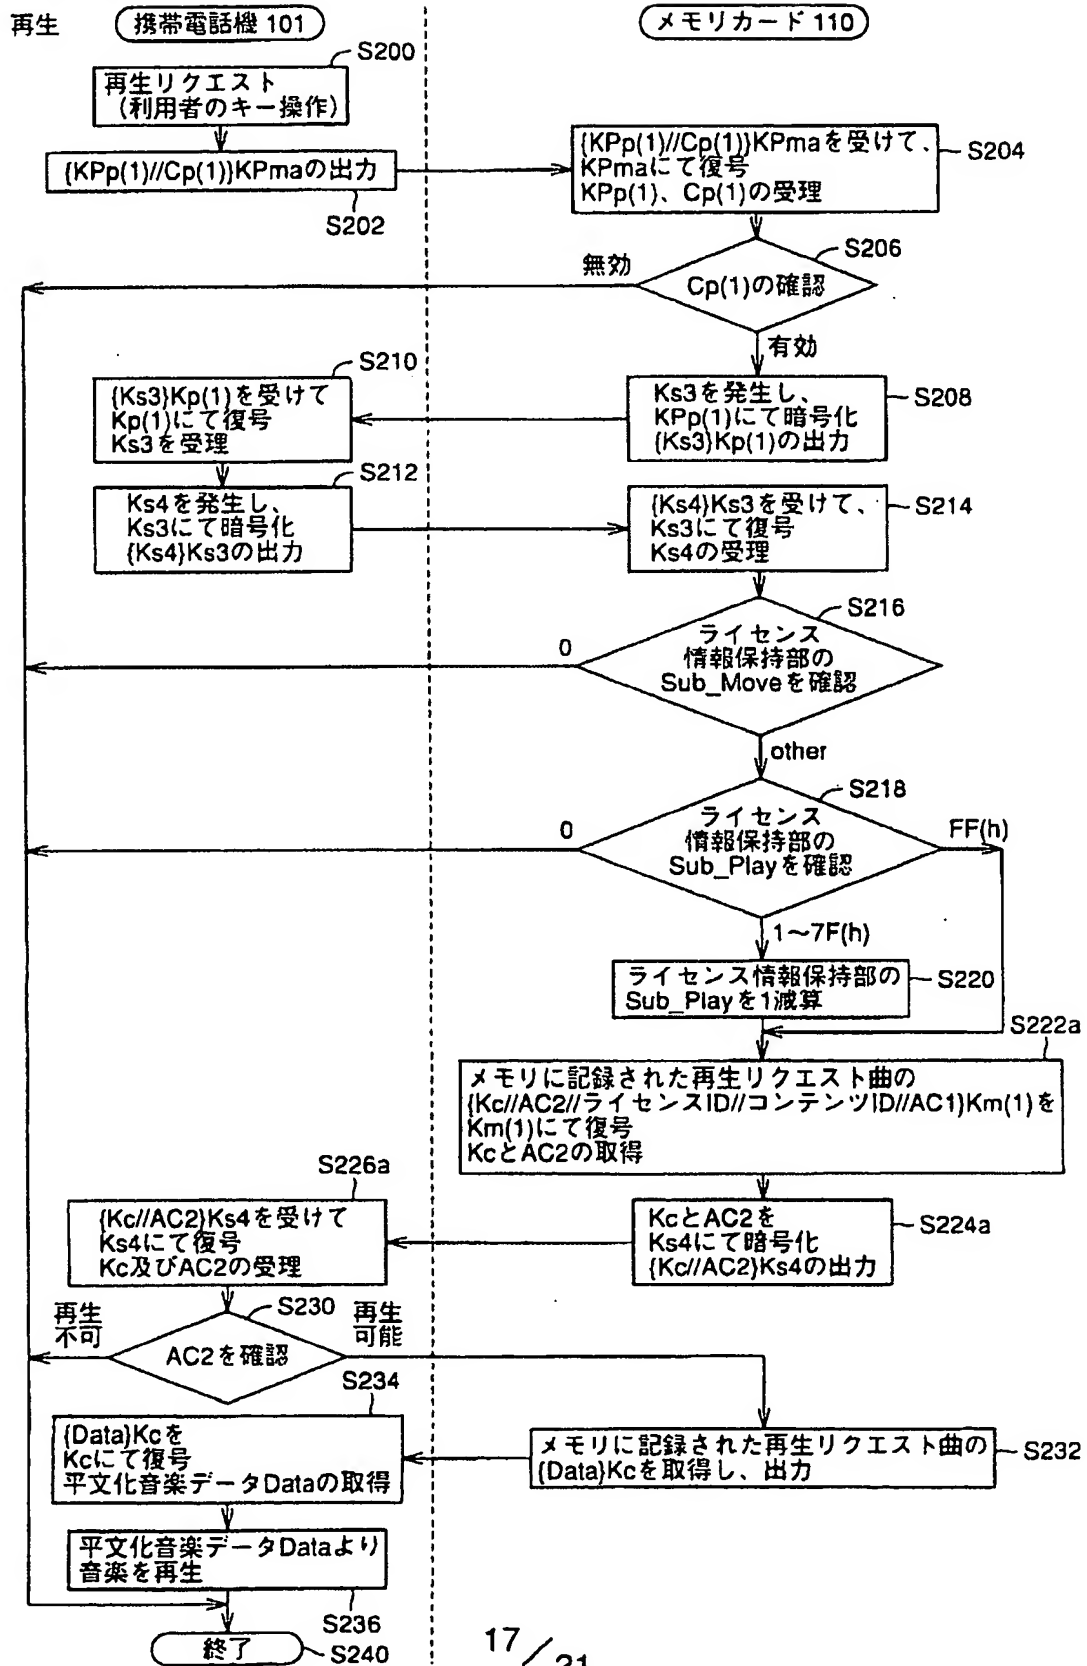 再生
携帯電話機 101
メモリカード 110
S200
再生リクエスト
(利用者のキー操作)
{KPp(1)//Cp(1)}KPmaの出力
S202
{KPp(1)//Cp(1)}KPmaを受けて、
KPmaにて復号
KPp(1)、Cp(1)の受理
S204
S206
無効
Cp(1)の確認
有効
S210
{Ks3}Kp(1)を受けて
Kp(1)にて復号
Ks3を受理
Ks3を発生し、
KPp(1)にて暗号化
{Ks3}Kp(1)の出力
S208
S212
Ks4を発生し、
Ks3にて暗号化
{Ks4}Ks3の出力
{Ks4}Ks3を受けて、
Ks3にて復号
Ks4の受理
S214
S216
0
ライセンス
情報保持部の
Sub_Moveを確認
other
S218
0
ライセンス
情報保持部の
Sub_Playを確認
FF(h)
1~7F(h)
ライセンス情報保持部の
Sub_Playを1減算
S220
S222a
メモリに記録された再生リクエスト曲の
{Kc//AC2//ライセンスID//コンテンツID//AC1}Km(1)を
Km(1)にて復号
KcとAC2の取得
S226a
{Kc//AC2}Ks4を受けて
Ks4にて復号
Kc及びAC2の受理
KcとAC2を
Ks4にて暗号化
{Kc//AC2}Ks4の出力
S224a
S230
再生
不可
再生
可能
AC2を確認
S234
{Data}Kcを
Kcにて復号
平文化音楽データDataの取得
メモリに記録された再生リクエスト曲の
{Data}Kcを取得し、出力
S232
平文化音楽データDataより
音楽を再生
S236
終了
S240
17/21